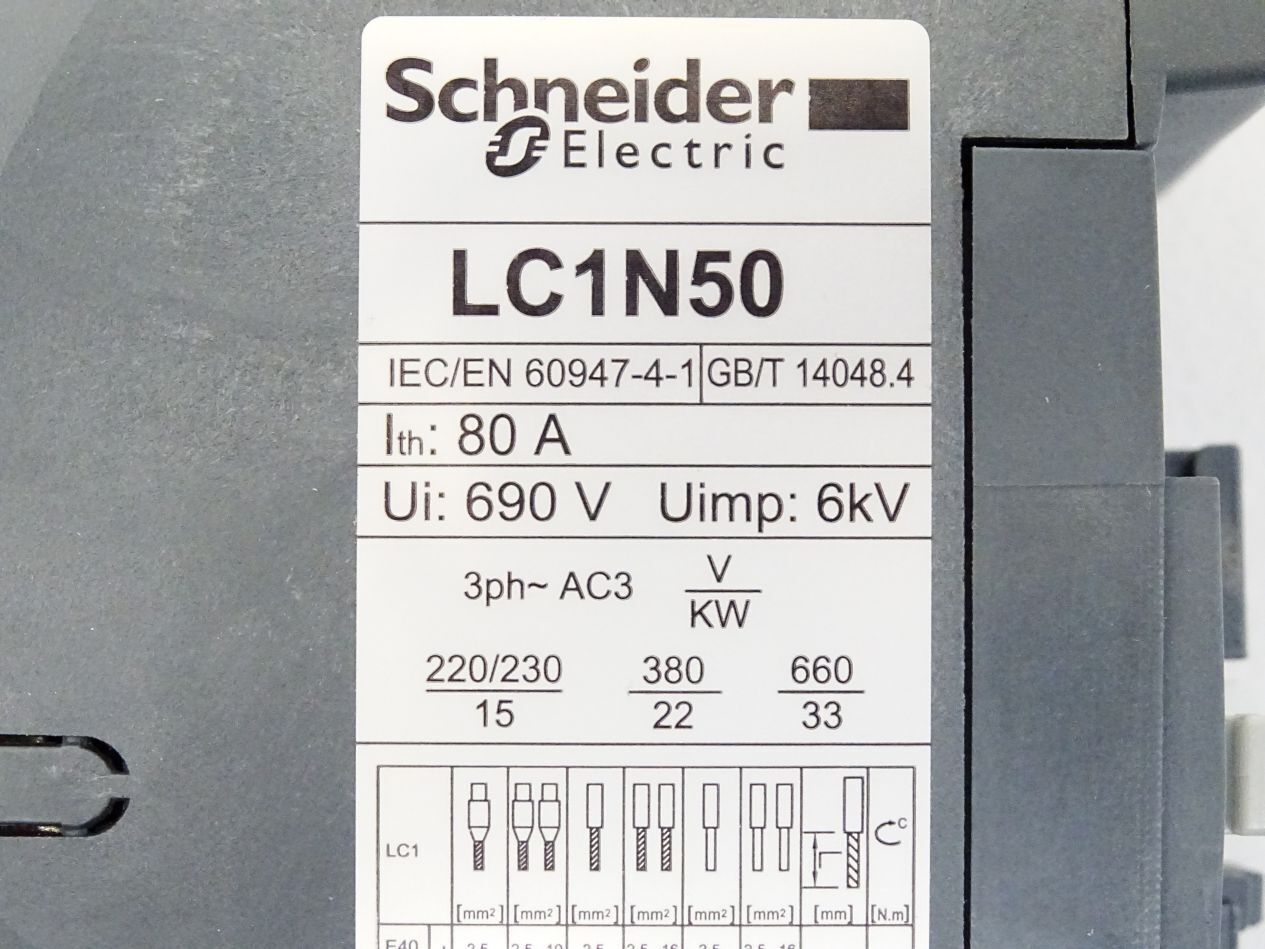 Schneider
Electric
LC1N50
IEC/EN 60947-4-1 GB/T 14048.4
Ith: 80 A
Ui: 690 V Uimp: 6kV
3ph~ AC3 V
KW
220/230 380 660
15 22 33
C
LC1
[mm²] [mm²] [mm²] [mm²] [mm²] [mm²] [mm] [N.m]